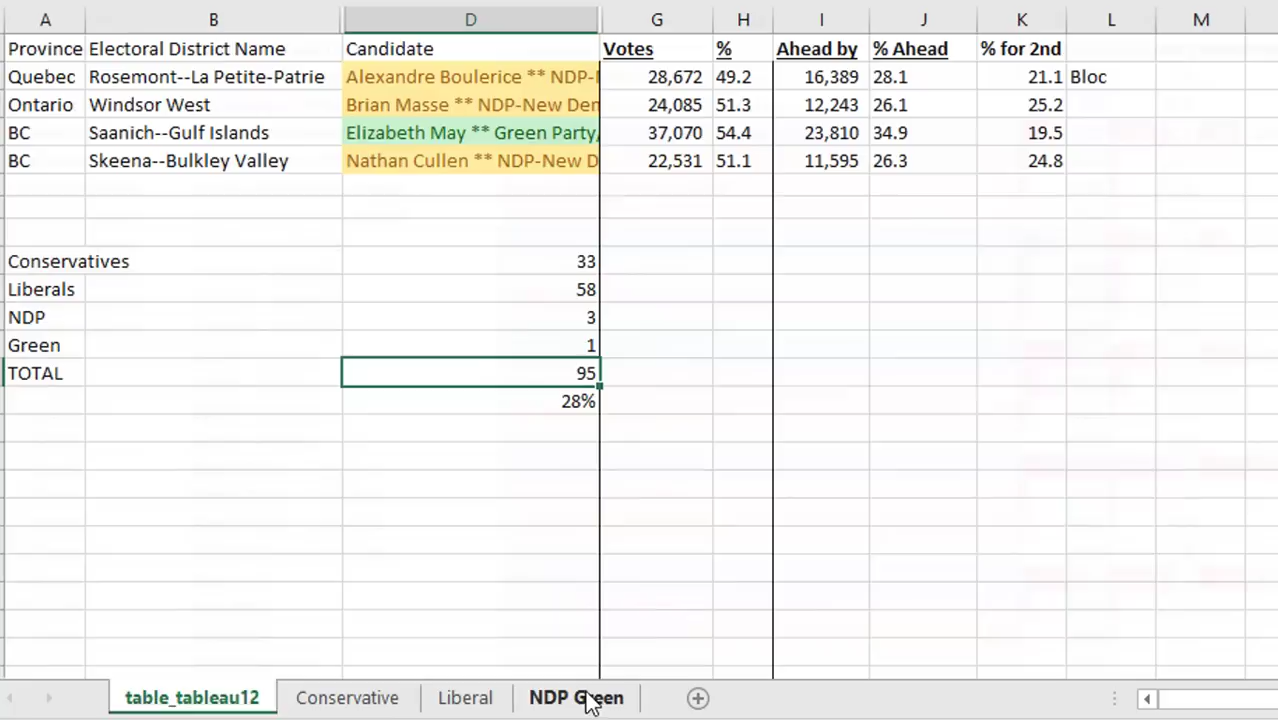 A B D G H I J K L M
Province Electoral District Name Candidate Votes % Ahead by % Ahead % for 2nd
Quebec Rosemont--La Petite-Patrie Alexandre Boulerice ** NDP- 28,672 49.2 16,389 28.1 21.1 Bloc
Ontario Windsor West Brian Masse ** NDP-New Den 24,085 51.3 12,243 26.1 25.2
BC Saanich--Gulf Islands Elizabeth May ** Green Party/ 37,070 54.4 23,810 34.9 19.5
BC Skeena--Bulkley Valley Nathan Cullen ** NDP-New D 22,531 51.1 11,595 26.3 24.8
Conservatives 33
Liberals 58
NDP 3
Green 1
TOTAL 95
28%
table_tableau12 Conservative Liberal NDP Green